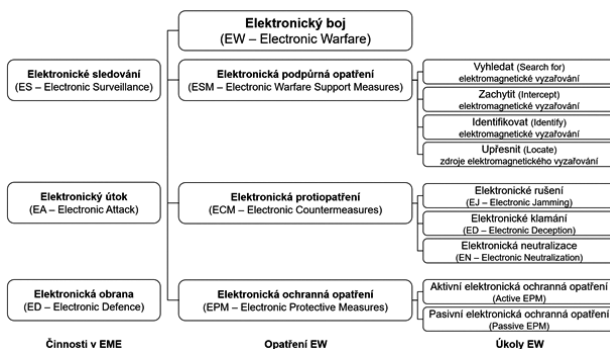 Elektronický boj
(EW – Electronic Warfare)
Elektronické sledování
(ES – Electronic Surveillance)
Elektronická podpůrná opatření
(ESM – Electronic Warfare Support Measures)
Vyhledat (Search for)
elektromagnetické vyzařování
Zachytit (Intercept)
elektromagnetické vyzařování
Identifikovat (Identify)
elektromagnetické vyzařování
Upřesnit (Locate)
zdroje elektromagnetického vyzařování
Elektronický útok
(EA – Electronic Attack)
Elektronická protiopatření
(ECM – Electronic Countermeasures)
Elektronické rušení
(EJ – Electronic Jamming)
Elektronické klamání
(ED – Electronic Deception)
Elektronická neutralizace
(EN – Electronic Neutralization)
Elektronická obrana
(ED – Electronic Defence)
Elektronická ochranná opatření
(EPM – Electronic Protective Measures)
Aktivní elektronická ochranná opatření
(Active EPM)
Pasivní elektronická ochranná opatření
(Passive EPM)
Činnosti v EME
Opatření EW
Úkoly EW